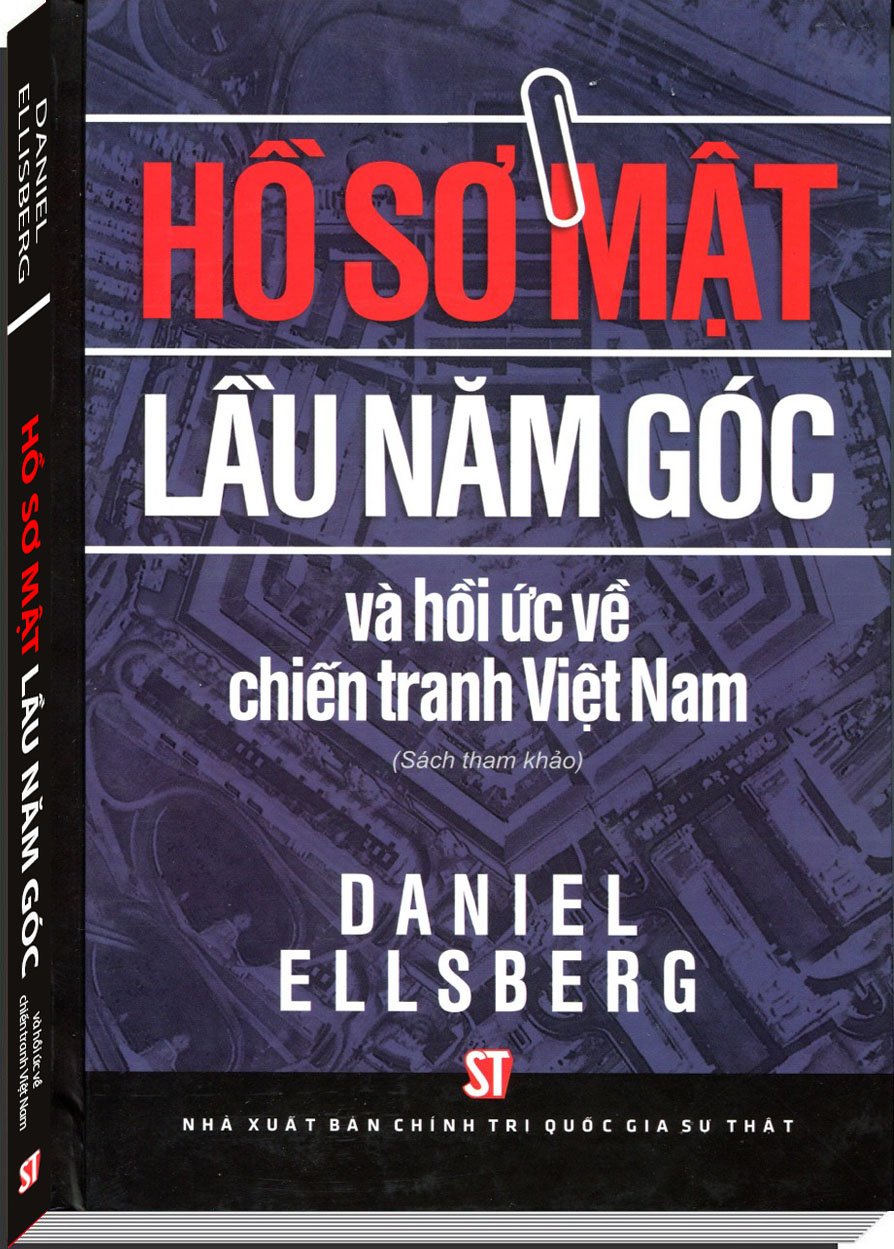 HỒ SƠ MẬT
LẦU NĂM GÓC
và hồi ức về
chiến tranh Việt Nam
(Sách tham khảo)
DANIEL
ELLSBERG
ST
NHÀ XUẤT BẢN CHÍNH TRỊ QUỐC GIA SỰ THẬT
DANIEL
ELLISBERG
HỒ SƠ MẬT LẦU NĂM GÓC
và hồi ức về
chiến tranh Việt Nam
ST